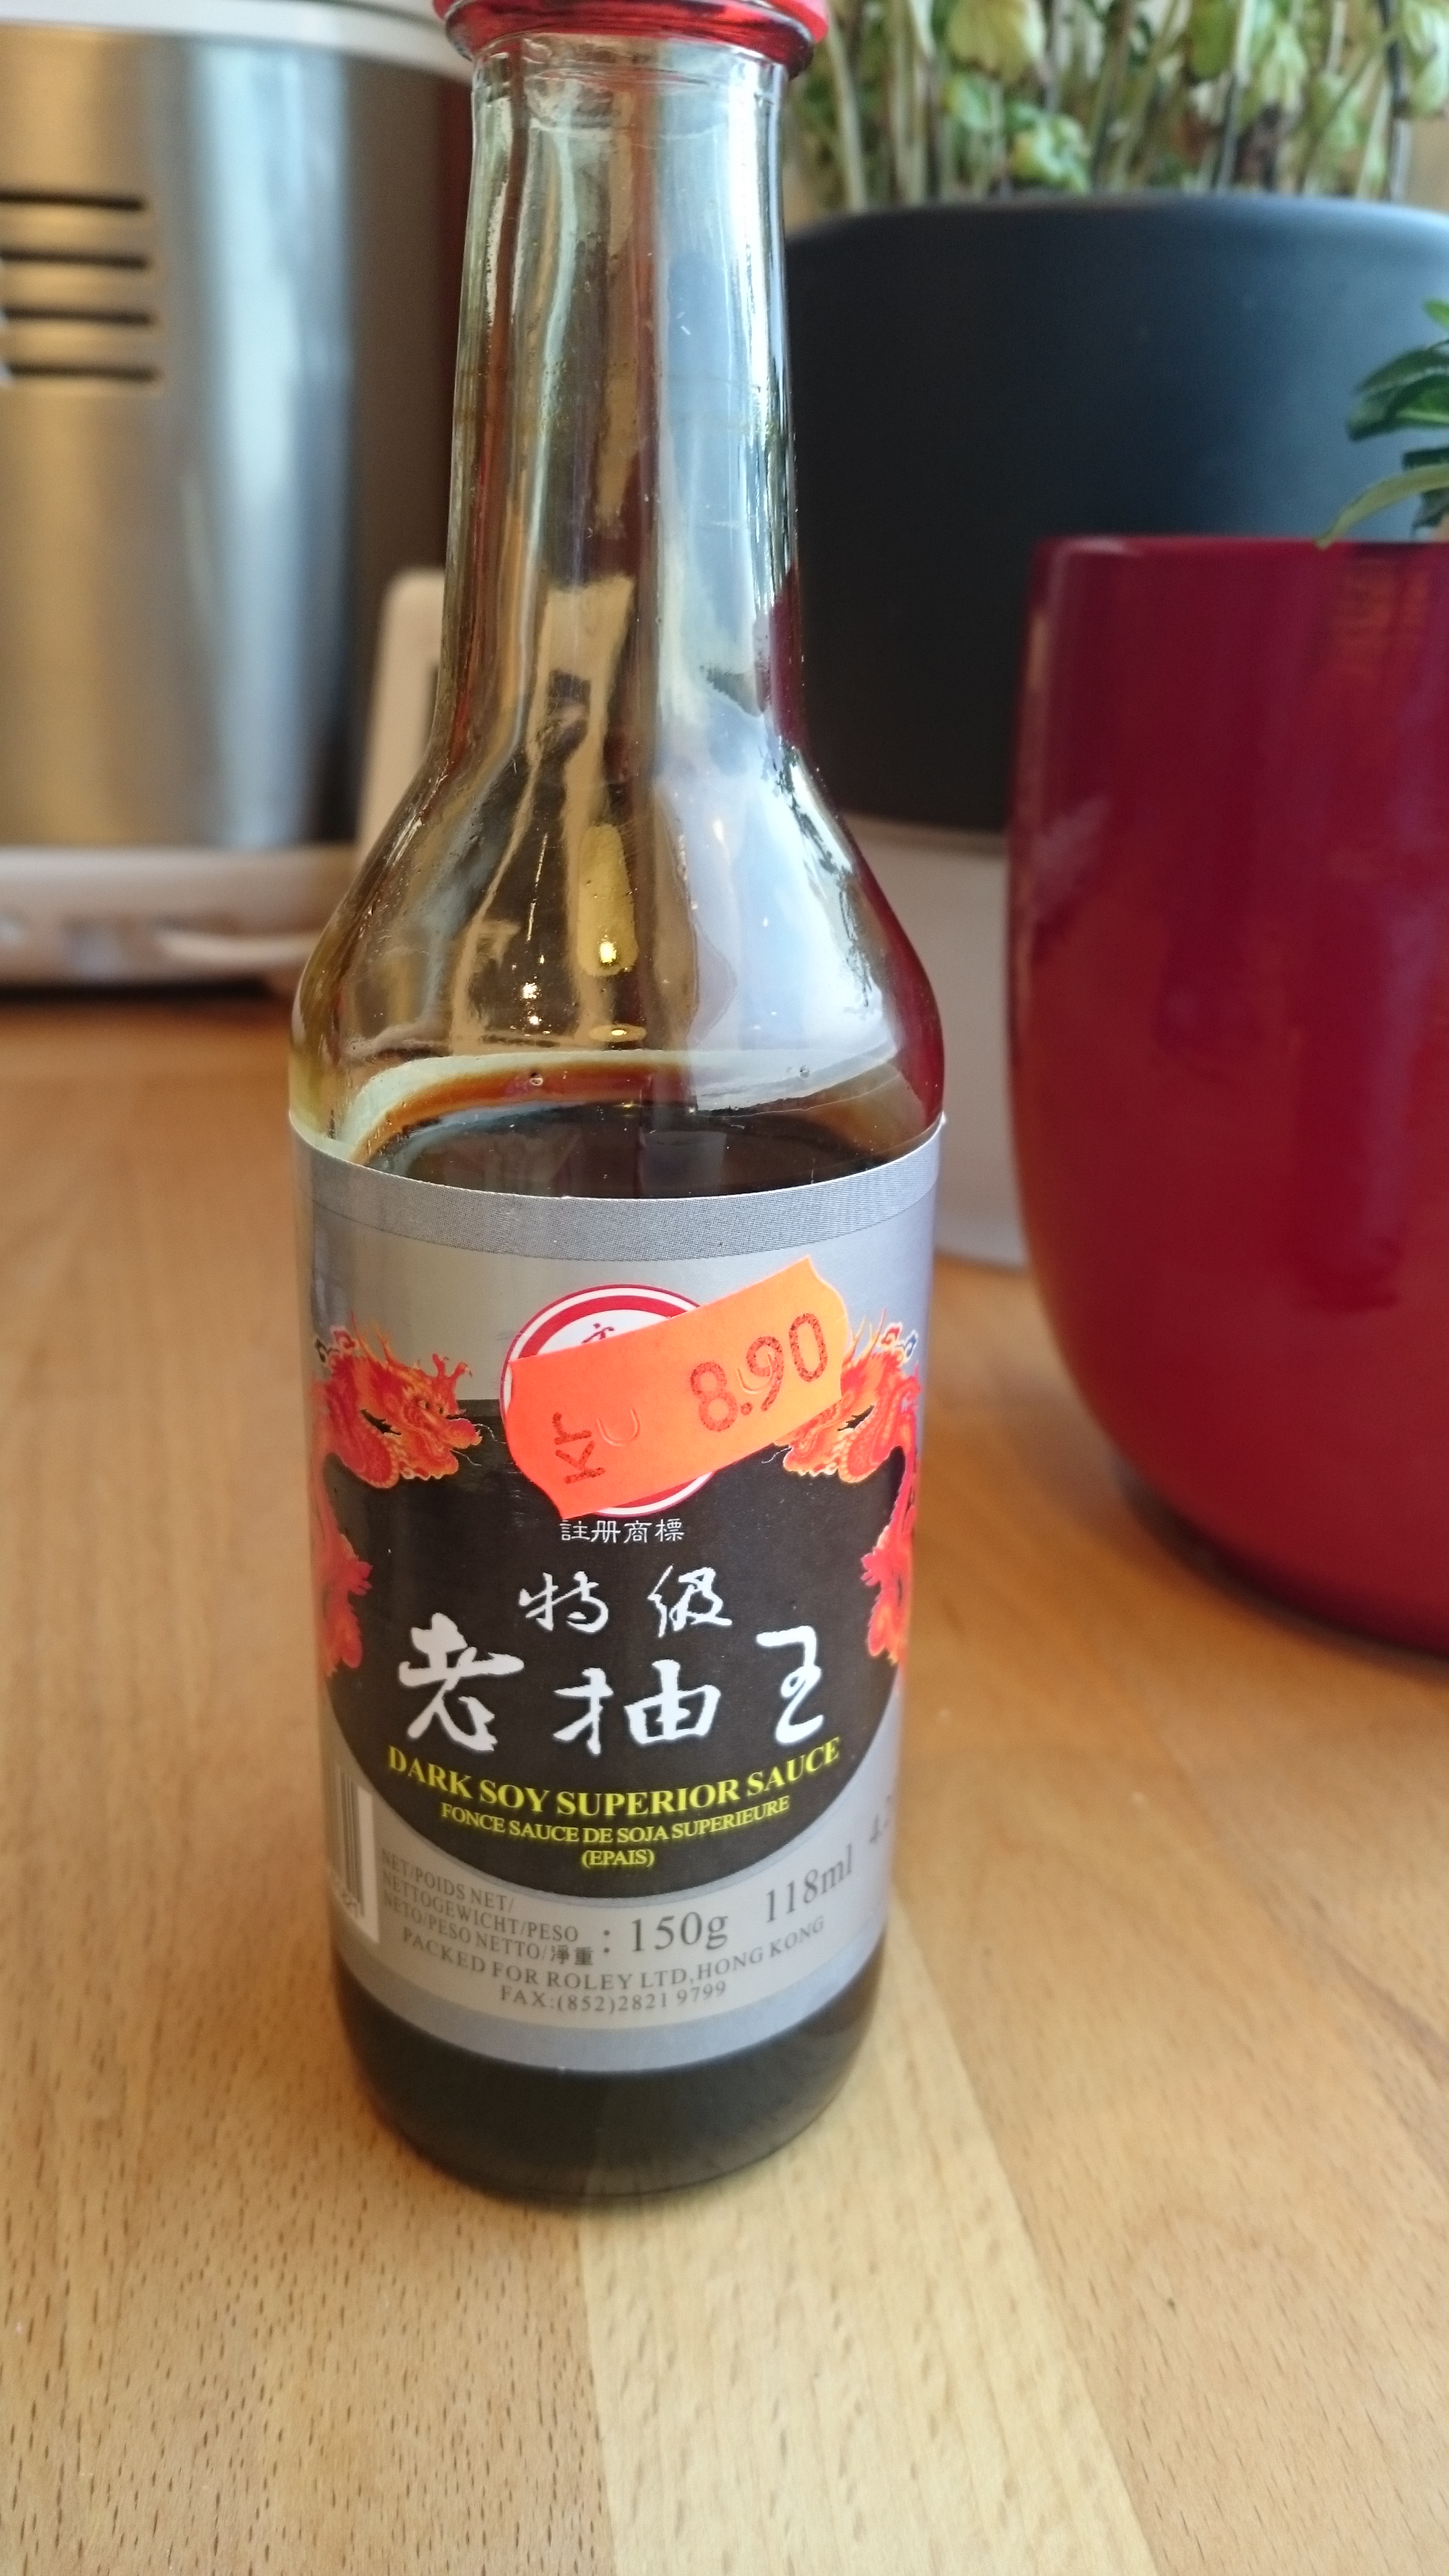 Kr 8.90
註册商標
特級
老抽王
DARK SOY SUPERIOR SAUCE
FONCE SAUCE DE SOJA SUPERIEURE
(EPAIS)
NET/POIDS NET/
NETTOGEWICHT/PESO
NETO/PESO NETTO/淨重 : 150g 118ml
PACKED FOR ROLEY LTD,HONG KONG
FAX:(852)2821 9799